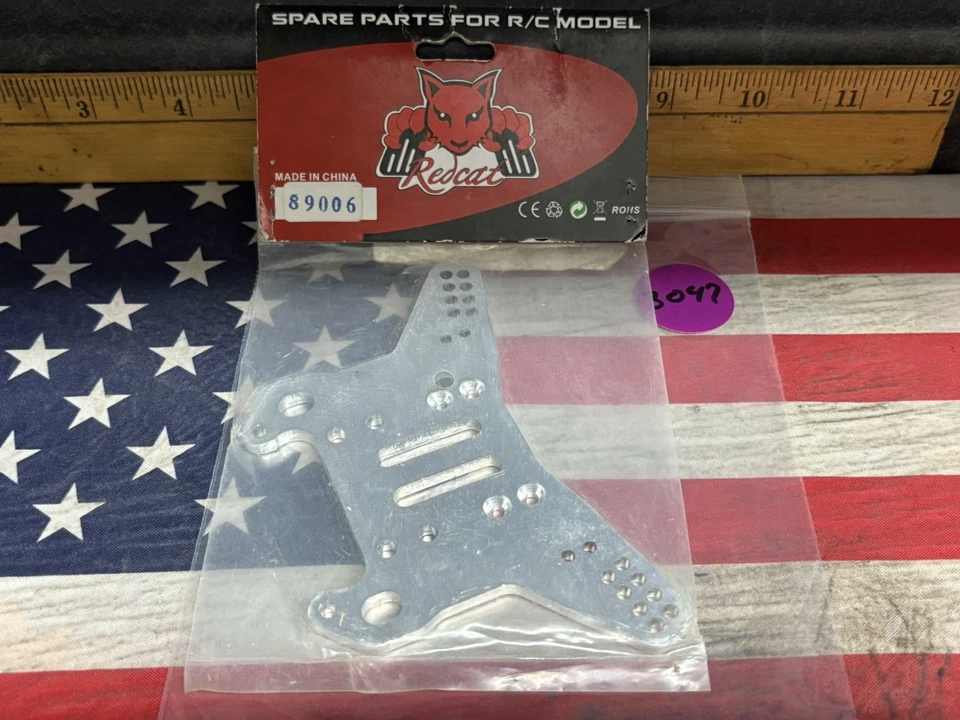 SPARE PARTS FOR R/C MODEL
3 4 9 10 11 12
Redcat
MADE IN CHINA
89006
CE ROHS
3047